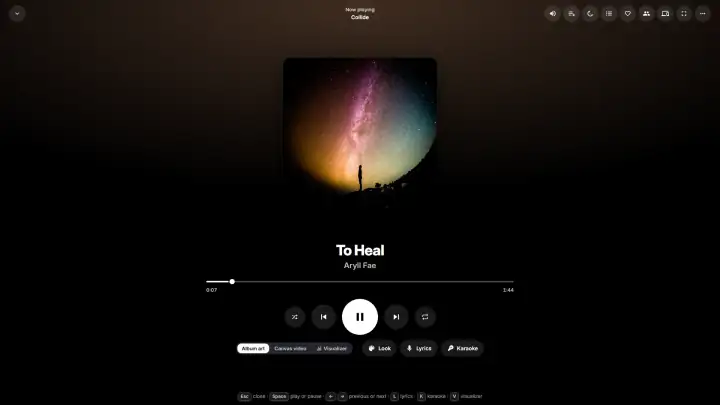 Now playing
Collide
To Heal
Aryll Fae
0:07
1:44
Album art
Canvas video
Visualizer
Look
Lyrics
Karaoke
Esc close · Space play or pause · ← → previous or next · L lyrics · K karaoke · V visualizer